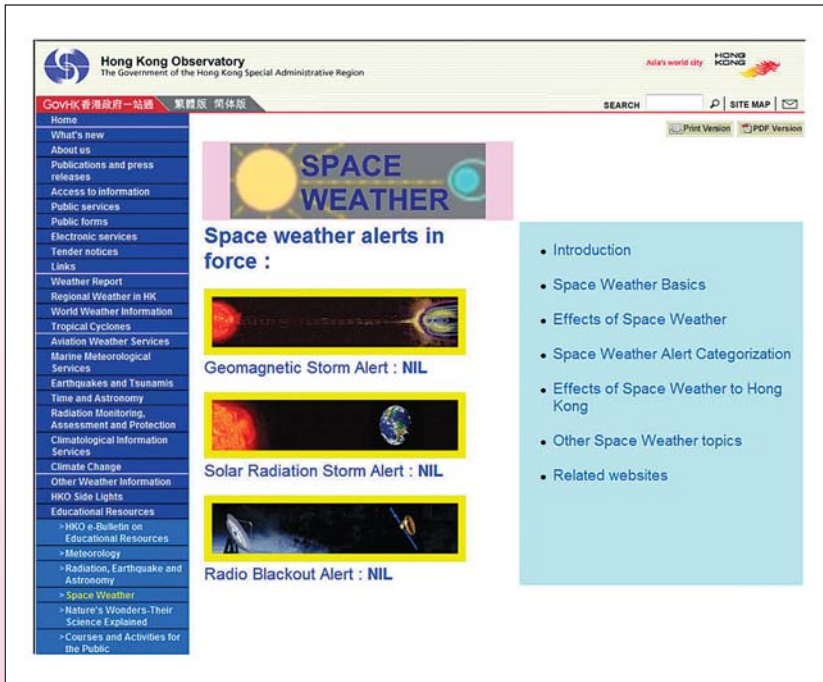 Hong Kong Observatory
The Government of the Hong Kong Special Administrative Region
Asia's world city
HONG
KONG
GovHK 香港政府一站通
繁體版 简体版
SEARCH
SITE MAP
Print Version
PDF Version
Home
What's new
About us
Publications and press
releases
Access to information
Public services
Public forms
Electronic services
Tender notices
Links
Weather Report
Regional Weather in HK
World Weather Information
Tropical Cyclones
Aviation Weather Services
Marine Meteorological
Services
Earthquakes and Tsunamis
Time and Astronomy
Radiation Monitoring,
Assessment and Protection
Climatological Information
Services
Climate Change
Other Weather Information
HKO Side Lights
Educational Resources
>HKO e-Bulletin on
Educational Resources
>Meteorology
>Radiation, Earthquake and
Astronomy
>Space Weather
>Nature's Wonders-Their
Science Explained
>Courses and Activities for
the Public
SPACE
WEATHER
Space weather alerts in
force :
Geomagnetic Storm Alert : NIL
Solar Radiation Storm Alert : NIL
Radio Blackout Alert : NIL
• Introduction
• Space Weather Basics
• Effects of Space Weather
• Space Weather Alert Categorization
• Effects of Space Weather to Hong
Kong
• Other Space Weather topics
• Related websites